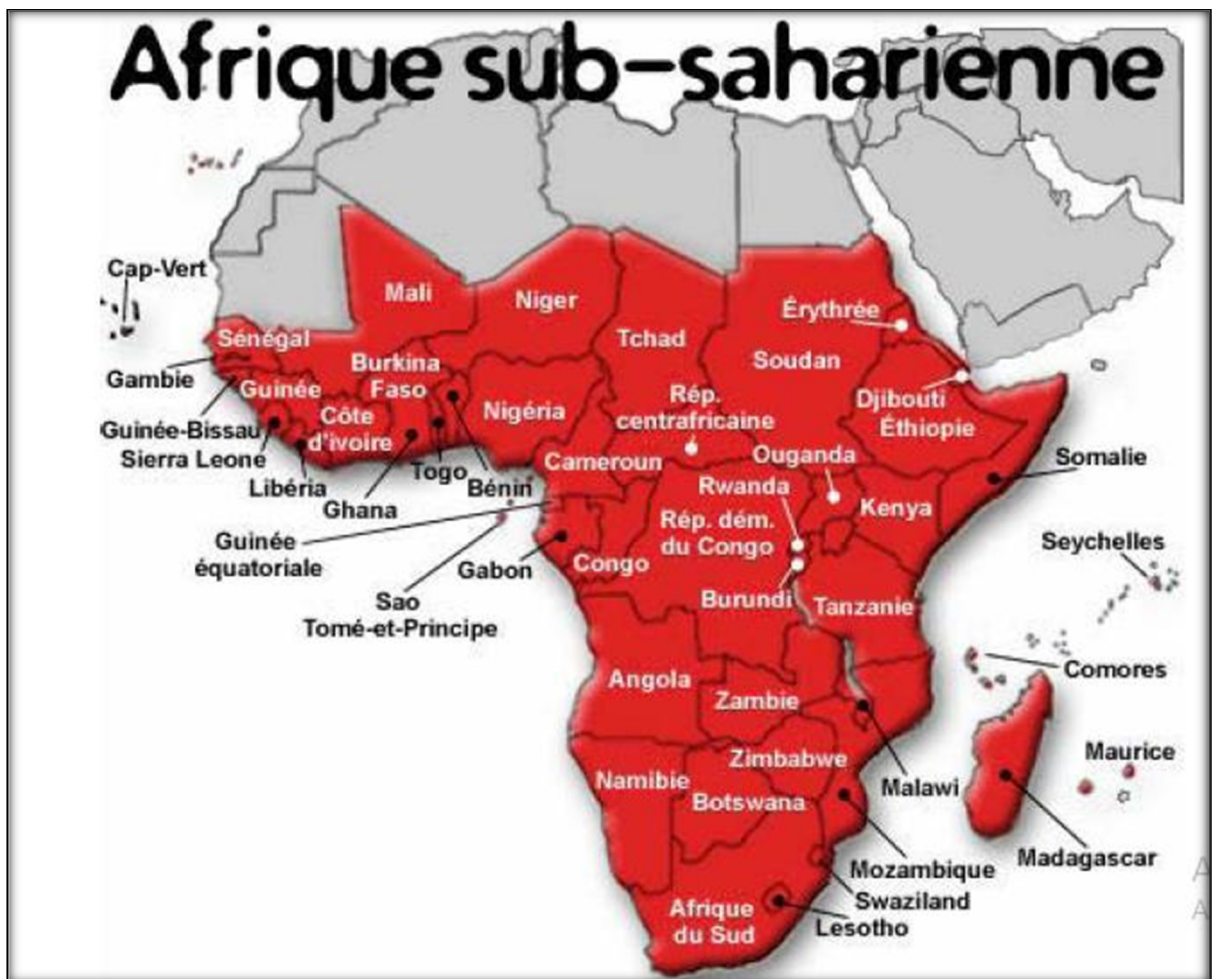 Afrique sub-saharienne
Cap-Vert
Mali
Niger
Érythrée
Sénégal
Tchad
Soudan
Gambie
Burkina
Faso
Guinée
Djibouti
Rép.
centrafricaine
Côte
d'ivoire
Nigéria
Éthiopie
Guinée-Bissau
Sierra Leone
Cameroun
Ouganda
Somalie
Togo
Libéria
Bénin
Rwanda
Ghana
Kenya
Rép. dém.
du Congo
Guinée
équatoriale
Seychelles
Gabon
Congo
Sao
Tomé-et-Principe
Burundi
Tanzanie
Comores
Angola
Zambie
Maurice
Zimbabwe
Namibie
Malawi
Botswana
Madagascar
Mozambique
Swaziland
Afrique
du Sud
Lesotho
A
A